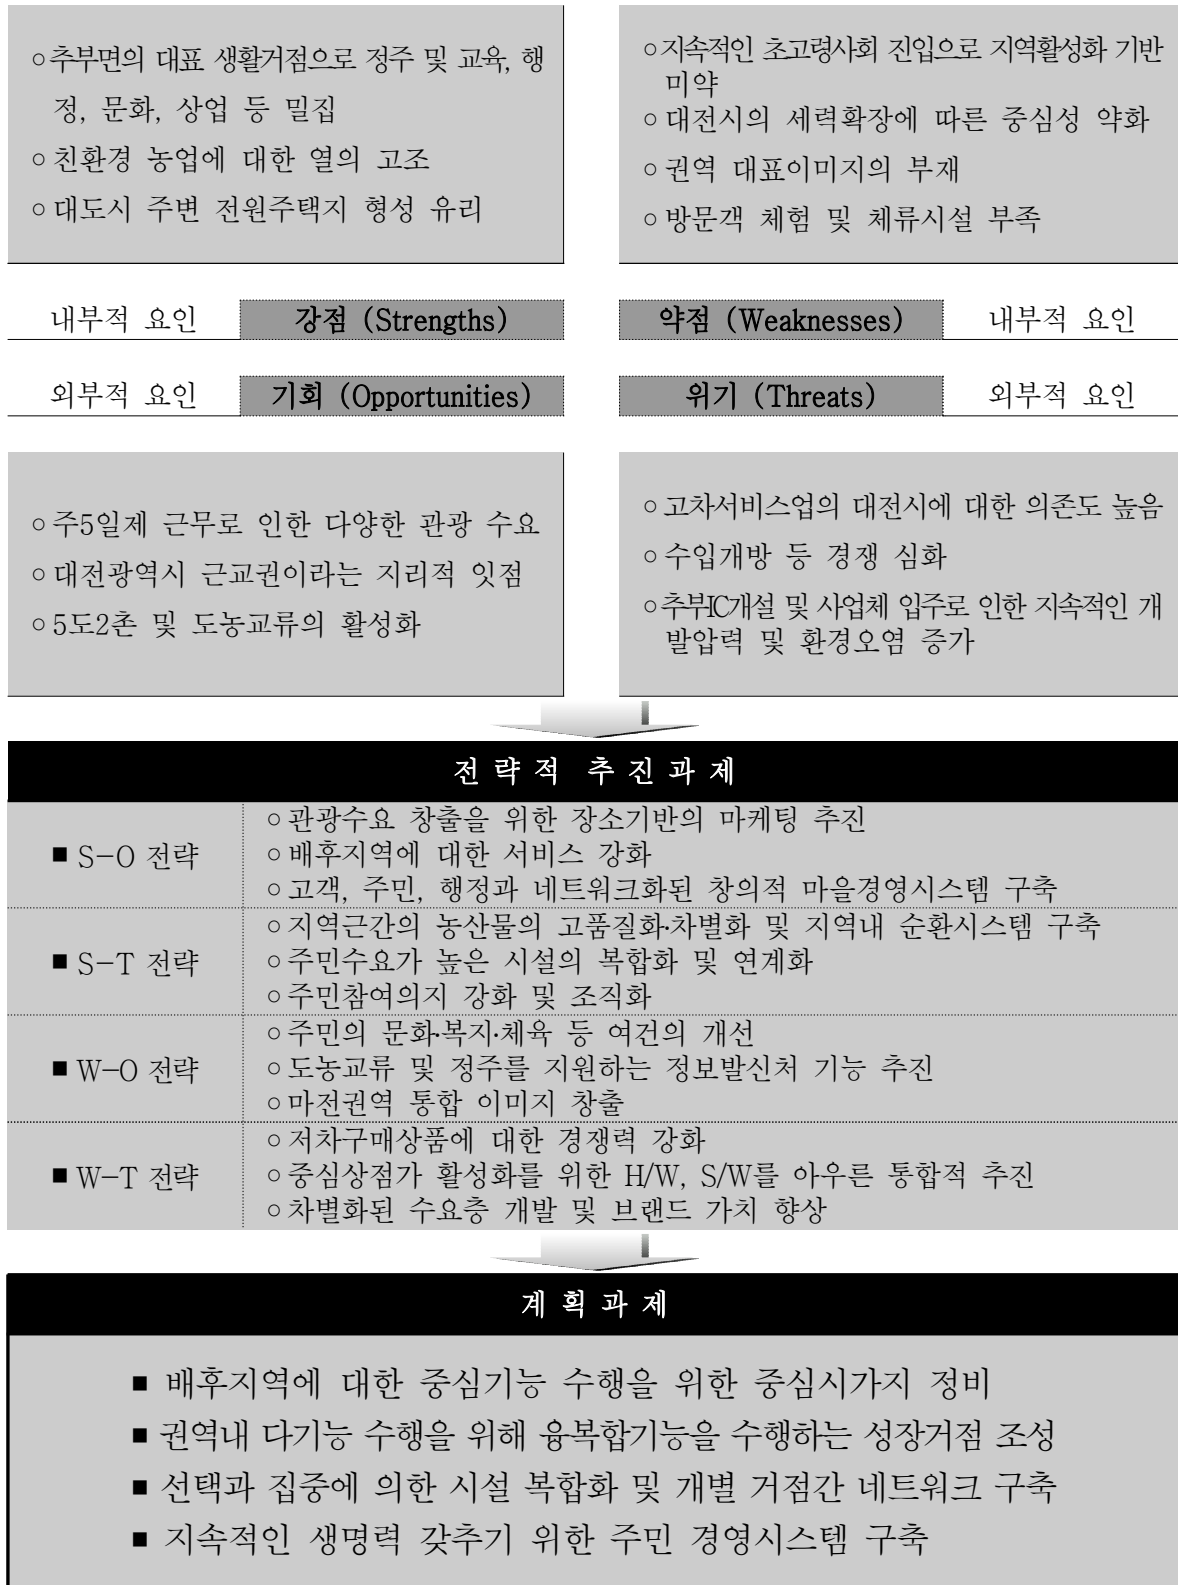 ○추부면의 대표 생활거점으로 정주 및 교육, 행
정, 문화, 상업 등 밀집
○친환경 농업에 대한 열의 고조
○대도시 주변 전원주택지 형성 유리
○지속적인 초고령사회 진입으로 지역활성화 기반
미약
○대전시의 세력확장에 따른 중심성 약화
○권역 대표이미지의 부재
○방문객 체험 및 체류시설 부족
내부적 요인 강점 (Strengths) 약점 (Weaknesses) 내부적 요인
외부적 요인 기회 (Opportunities) 위기 (Threats) 외부적 요인
○주5일제 근무로 인한 다양한 관광 수요
○대전광역시 근교권이라는 지리적 잇점
○5도2촌 및 도농교류의 활성화
○고차서비스업의 대전시에 대한 의존도 높음
○수입개방 등 경쟁 심화
○추부IC개설 및 사업체 입주로 인한 지속적인 개
발압력 및 환경오염 증가
전략적 추진과제
■ S-O 전략
○관광수요 창출을 위한 장소기반의 마케팅 추진
○배후지역에 대한 서비스 강화
○고객, 주민, 행정과 네트워크화된 창의적 마을경영시스템 구축
■ S-T 전략
○지역근간의 농산물의 고품질화·차별화 및 지역내 순환시스템 구축
○주민수요가 높은 시설의 복합화 및 연계화
○주민참여의지 강화 및 조직화
■ W-O 전략
○주민의 문화·복지·체육 등 여건의 개선
○도농교류 및 정주를 지원하는 정보발신처 기능 추진
○마전권역 통합 이미지 창출
■ W-T 전략
○저차구매상품에 대한 경쟁력 강화
○중심상점가 활성화를 위한 H/W, S/W를 아우른 통합적 추진
○차별화된 수요층 개발 및 브랜드 가치 향상
계획과제
■ 배후지역에 대한 중심기능 수행을 위한 중심시가지 정비
■ 권역내 다기능 수행을 위해 융복합기능을 수행하는 성장거점 조성
■ 선택과 집중에 의한 시설 복합화 및 개별 거점간 네트워크 구축
■ 지속적인 생명력 갖추기 위한 주민 경영시스템 구축